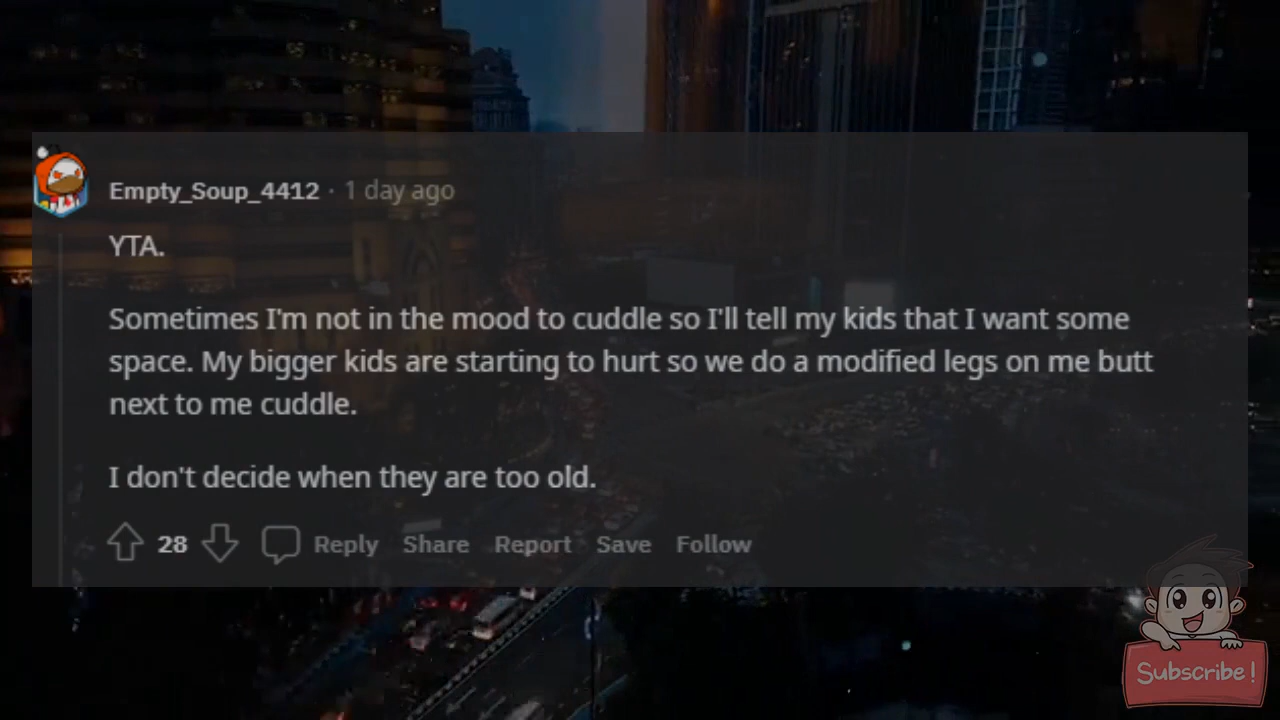 Empty_Soup_4412 · 1 day ago
YTA.
Sometimes I'm not in the mood to cuddle so I'll tell my kids that I want some
space. My bigger kids are starting to hurt so we do a modified legs on me butt
next to me cuddle.
I don't decide when they are too old.
28 Reply Share Report Save Follow
Subscribe!